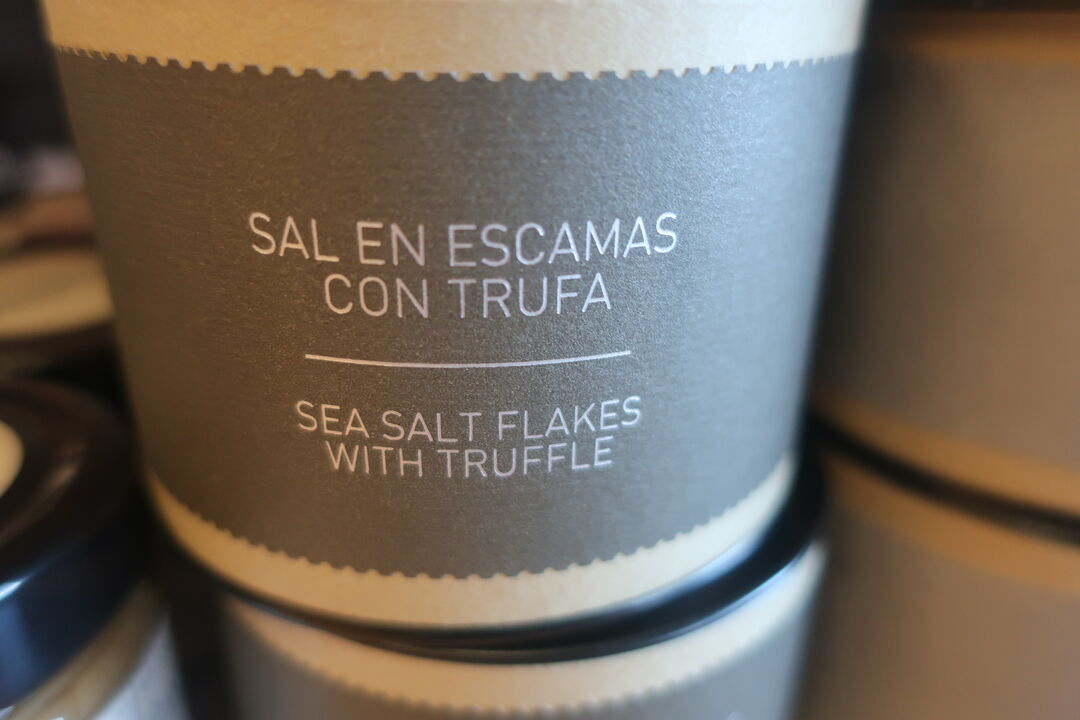 SAL EN ESCAMAS
CON TRUFA
SEA SALT FLAKES
WITH TRUFFLE